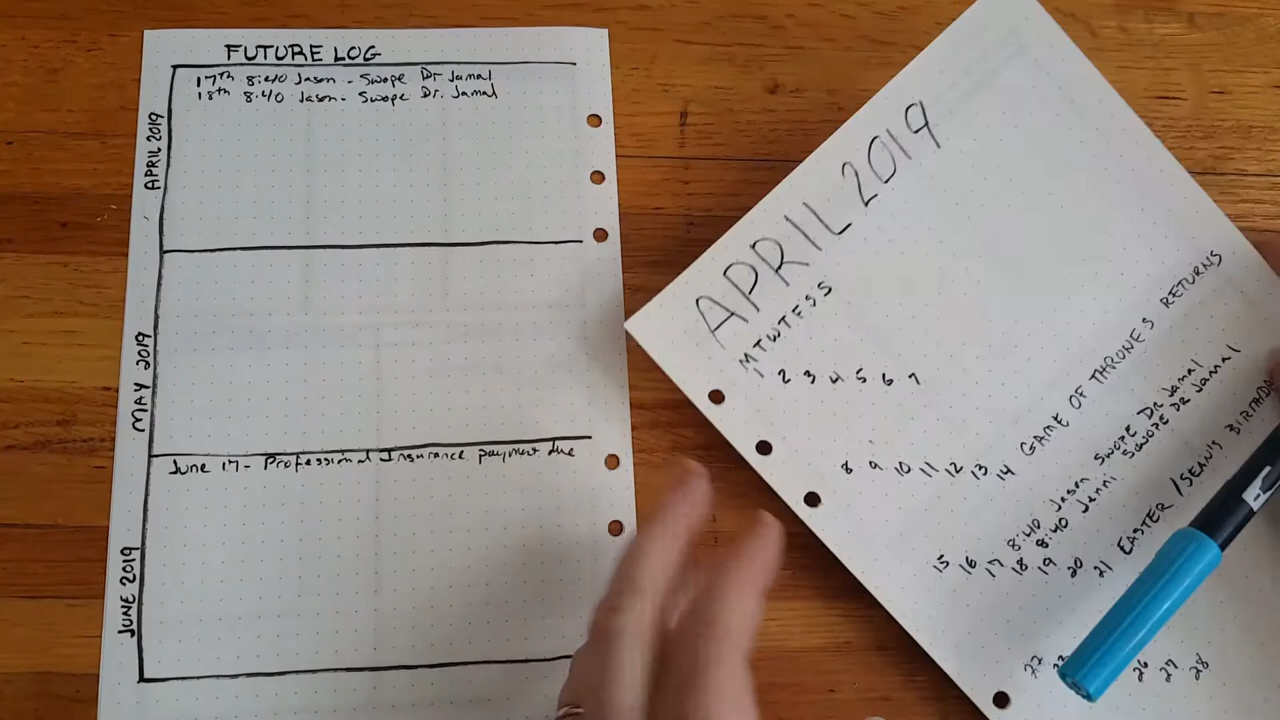 FUTURE LOG
17th 8:40 Jason - Swope Dr Jamal
18th 8:40 Jason - Swope Dr. Jamal
APRIL 2019
MAY 2019
June 17 - Professional Insurance payment due
JUNE 2019
APRIL 2019
M T W T F S S
1 2 3 4 5 6 7
8 9 10 11 12 13 14 GAME OF THRONES RETURNS
15
16
17 8:40 Jason Swope Dr Jamal
18 8:40 Jenni Swope Dr Jamal
19
20
21 EASTER / SEAN'S
22
26 27 28